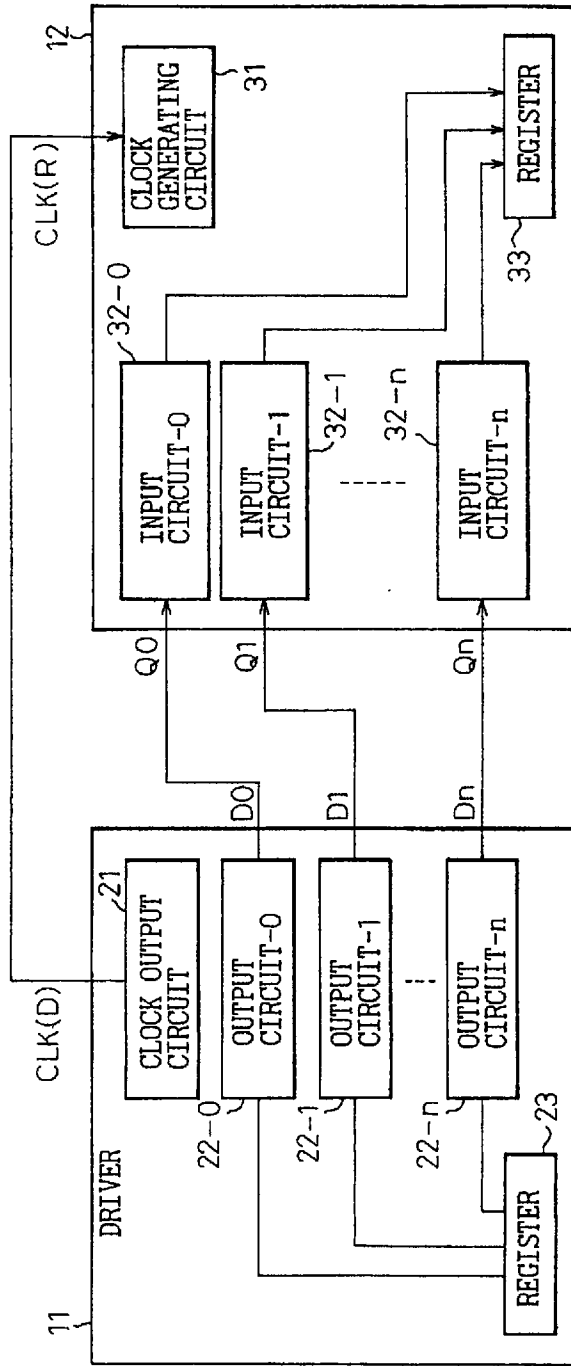 CLK(D)
CLK(R)
11
DRIVER
21
CLOCK OUTPUT
CIRCUIT
22-0
OUTPUT
CIRCUIT-0
D0
22-1
OUTPUT
CIRCUIT-1
D1
22-n
OUTPUT
CIRCUIT-n
Dn
23
REGISTER
12
CLOCK
GENERATING
CIRCUIT
31
32-0
Q0
INPUT
CIRCUIT-0
Q1
INPUT
CIRCUIT-1
32-1
32-n
Qn
INPUT
CIRCUIT-n
33
REGISTER